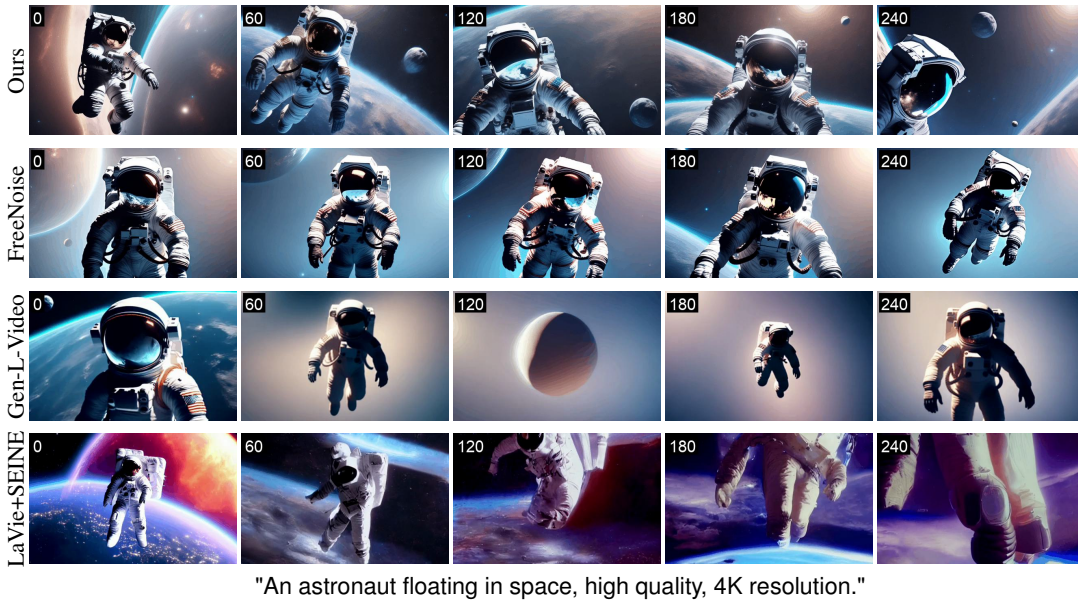 Ours
0 60 120 180 240
FreeNoise
0 60 120 180 240
Gen-L-Video
0 60 120 180 240
LaVie+SEINE
0 60 120 180 240
"An astronaut floating in space, high quality, 4K resolution."